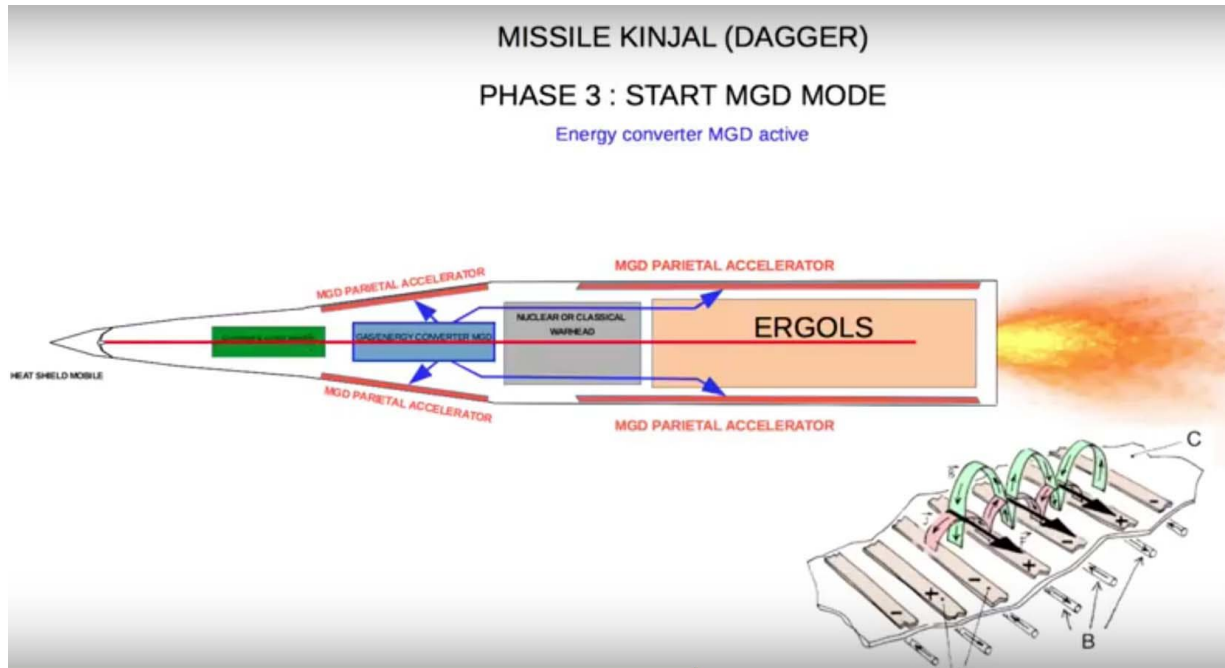 MISSILE KINJAL (DAGGER)
PHASE 3 : START MGD MODE
Energy converter MGD active
MGD PARIETAL ACCELERATOR
MGD PARIETAL ACCELERATOR
NUCLEAR OR CLASSICAL
WARHEAD
ERGOLS
GAS/ENERGY CONVERTER MGD
HEAT SHIELD MOBILE
MGD PARIETAL ACCELERATOR
MGD PARIETAL ACCELERATOR
C
B
J
F
+
-
+
-
+
-
-